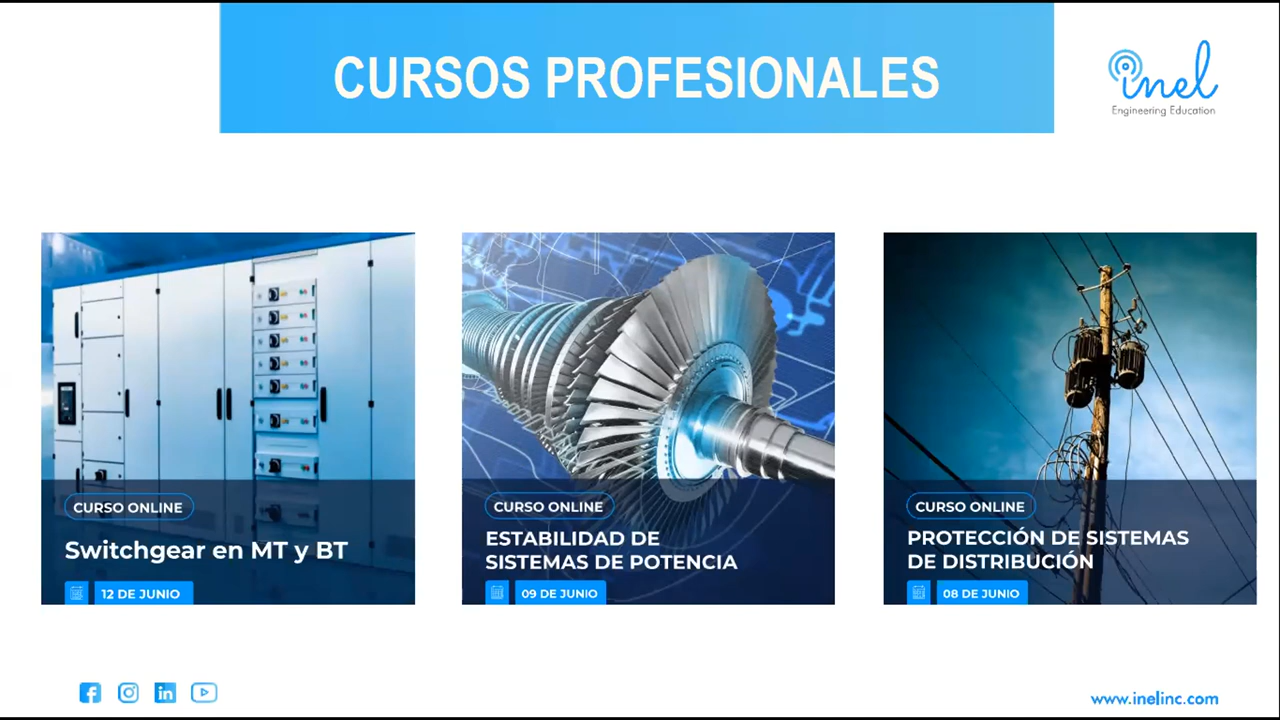 CURSOS PROFESIONALES
inel
Engineering Education
CURSO ONLINE
Switchgear en MT y BT
12 DE JUNIO
CURSO ONLINE
ESTABILIDAD DE
SISTEMAS DE POTENCIA
09 DE JUNIO
CURSO ONLINE
PROTECCIÓN DE SISTEMAS
DE DISTRIBUCIÓN
08 DE JUNIO
www.inelinc.com